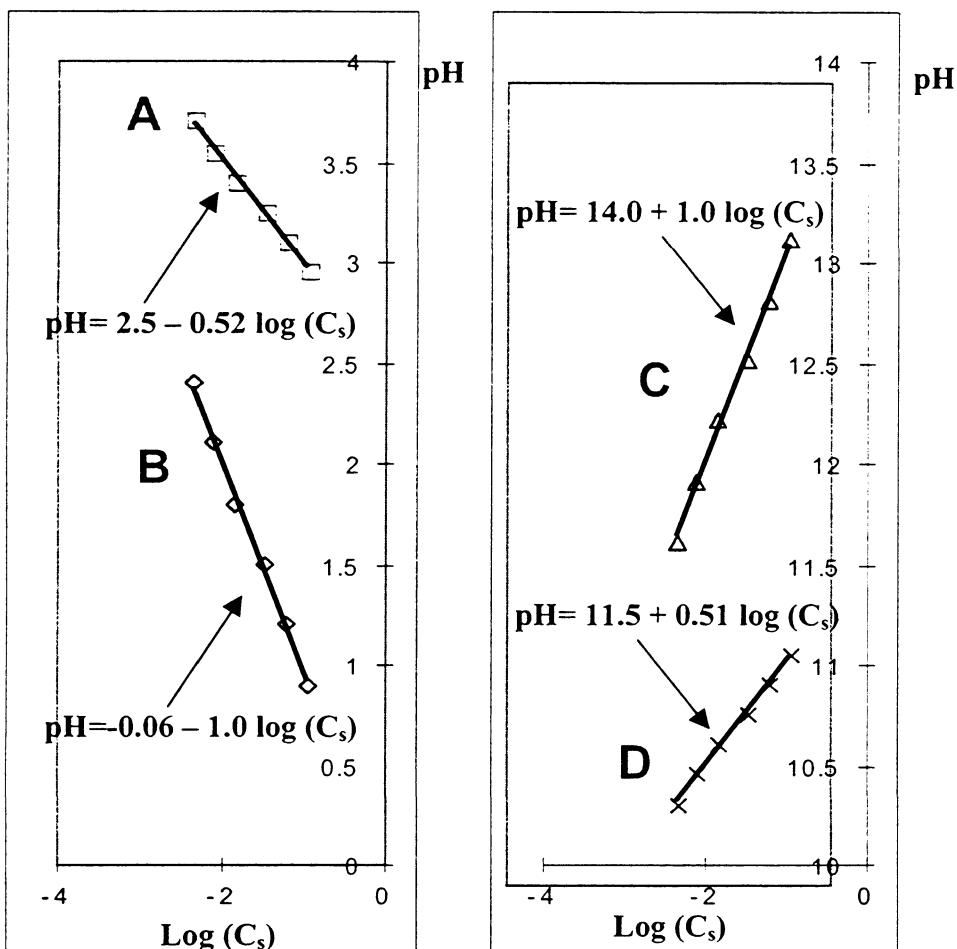 4
pH
A
3.5
3
pH= 2.5 – 0.52 log (Cs)
2.5
B
2
1.5
1
pH=-0.06 – 1.0 log (Cs)
0.5
0
-4 -2 0
Log (Cs)
14
pH
13.5
pH= 14.0 + 1.0 log (Cs)
13
C
12.5
12
11.5
pH= 11.5 + 0.51 log (Cs)
11
D
10.5
10
-4 -2 0
Log (Cs)